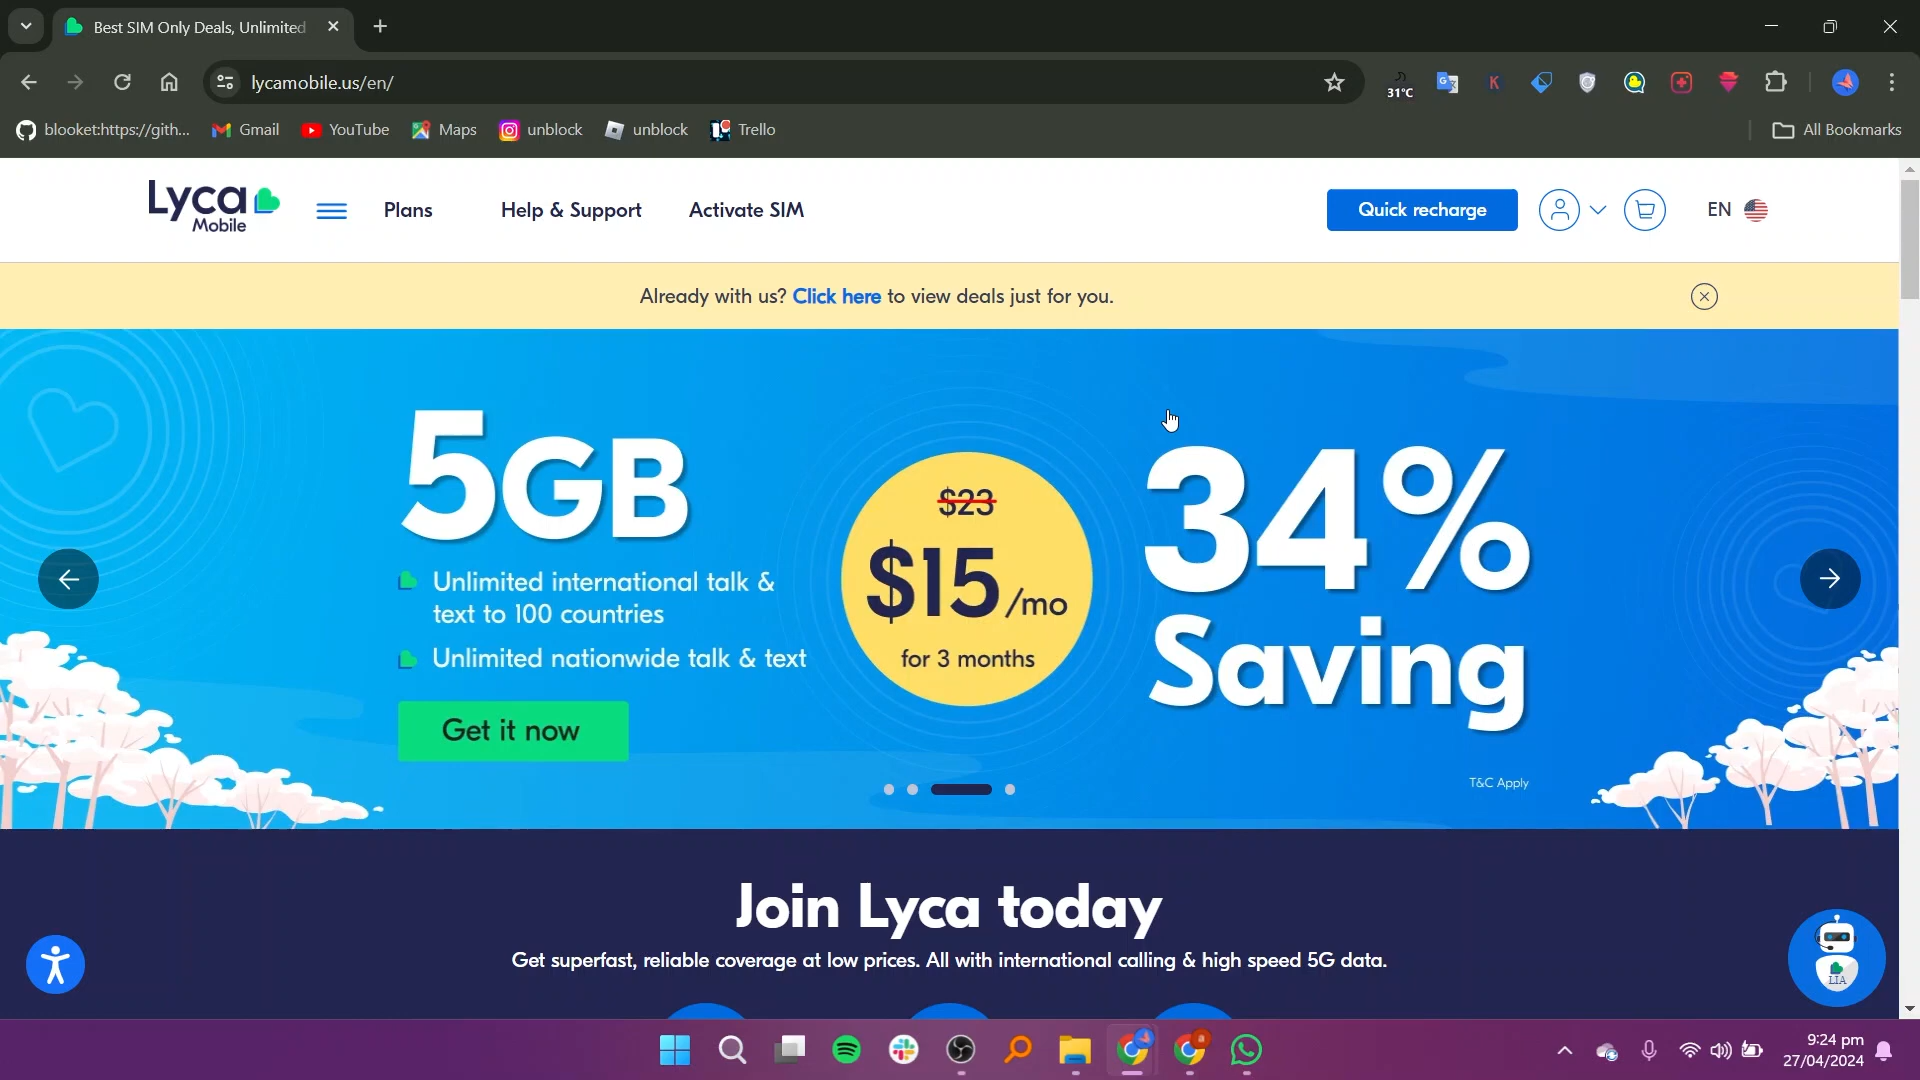 Best SIM Only Deals, Unlimited
lycamobile.us/en/
31°C
K
blooket:https://gith...
Gmail
YouTube
Maps
unblock
unblock
Trello
All Bookmarks
Lyca
Mobile
Plans
Help & Support
Activate SIM
Quick recharge
EN
Already with us? Click here to view deals just for you.
5GB
Unlimited international talk &
text to 100 countries
Unlimited nationwide talk & text
Get it now
$23
$15/mo
for 3 months
34%
Saving
T&C Apply
Join Lyca today
Get superfast, reliable coverage at low prices. All with international calling & high speed 5G data.
LIA
9:24 pm
27/04/2024